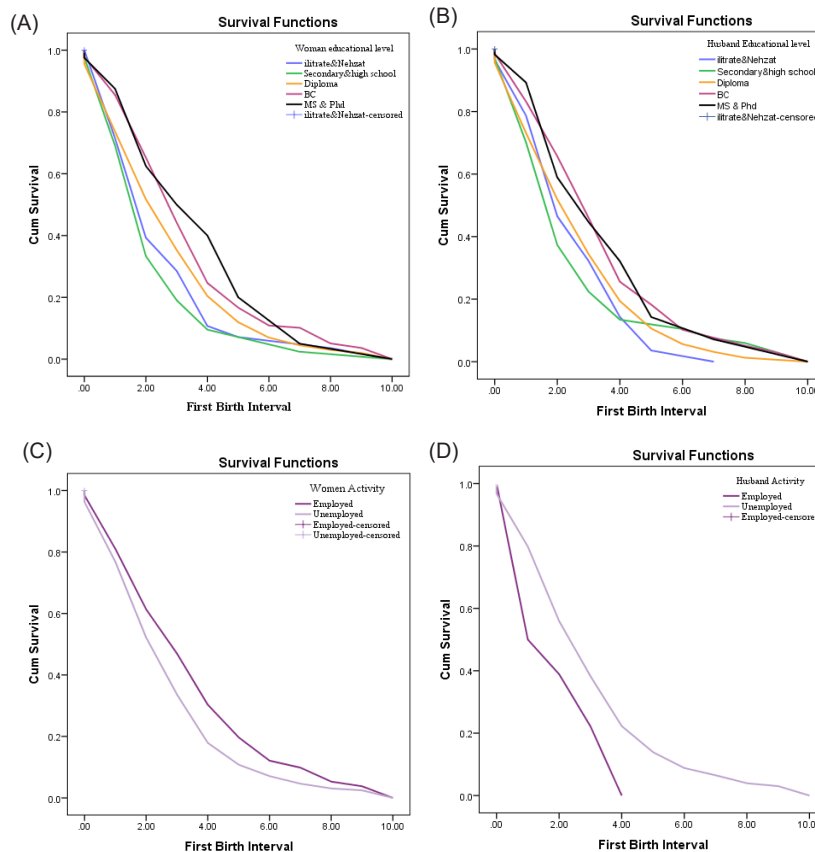 (A)
Survival Functions
Woman educational level
ilitrate&Nehzat
Secondary&high school
Diploma
BC
MS & Phd
ilitrate&Nehzat-censored
Cum Survival
1.0
0.8
0.6
0.4
0.2
0.0
.00 2.00 4.00 6.00 8.00 10.00
First Birth Interval
(B)
Survival Functions
Husband Educational level
ilitrate&Nehzat
Secondary&high school
Diploma
BC
MS & Phd
ilitrate&Nehzat-censored
Cum Survival
1.0
0.8
0.6
0.4
0.2
0.0
.00 2.00 4.00 6.00 8.00 10.00
First Birth Interval
(C)
Survival Functions
Women Activity
Employed
Unemployed
Employed-censored
Unemployed-censored
Cum Survival
1.0
0.8
0.6
0.4
0.2
0.0
.00 2.00 4.00 6.00 8.00 10.00
First Birth Interval
(D)
Survival Functions
Husband Activity
Employed
Unemployed
Employed-censored
Cum Survival
1.0
0.8
0.6
0.4
0.2
0.0
.00 2.00 4.00 6.00 8.00 10.00
First Birth Interval